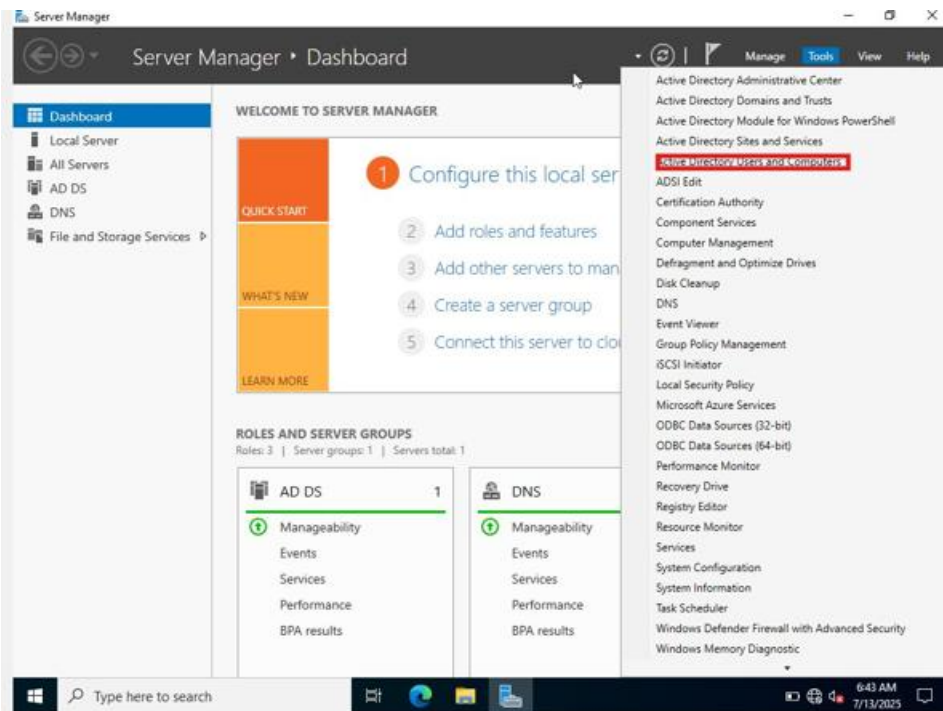 Server Manager
Server Manager • Dashboard
Manage Tools View Help
Dashboard
Local Server
All Servers
AD DS
DNS
File and Storage Services
WELCOME TO SERVER MANAGER
QUICK START
WHAT'S NEW
LEARN MORE
1 Configure this local ser
2 Add roles and features
3 Add other servers to man
4 Create a server group
5 Connect this server to clo
ROLES AND SERVER GROUPS
Roles: 3 | Server groups: 1 | Servers total: 1
AD DS 1
Manageability
Events
Services
Performance
BPA results
DNS
Manageability
Events
Services
Performance
BPA results
Active Directory Administrative Center
Active Directory Domains and Trusts
Active Directory Module for Windows PowerShell
Active Directory Sites and Services
Active Directory Users and Computers
ADSI Edit
Certification Authority
Component Services
Computer Management
Defragment and Optimize Drives
Disk Cleanup
DNS
Event Viewer
Group Policy Management
iSCSI Initiator
Local Security Policy
Microsoft Azure Services
ODBC Data Sources (32-bit)
ODBC Data Sources (64-bit)
Performance Monitor
Recovery Drive
Registry Editor
Resource Monitor
Services
System Configuration
System Information
Task Scheduler
Windows Defender Firewall with Advanced Security
Windows Memory Diagnostic
Type here to search
6:43 AM
7/13/2025